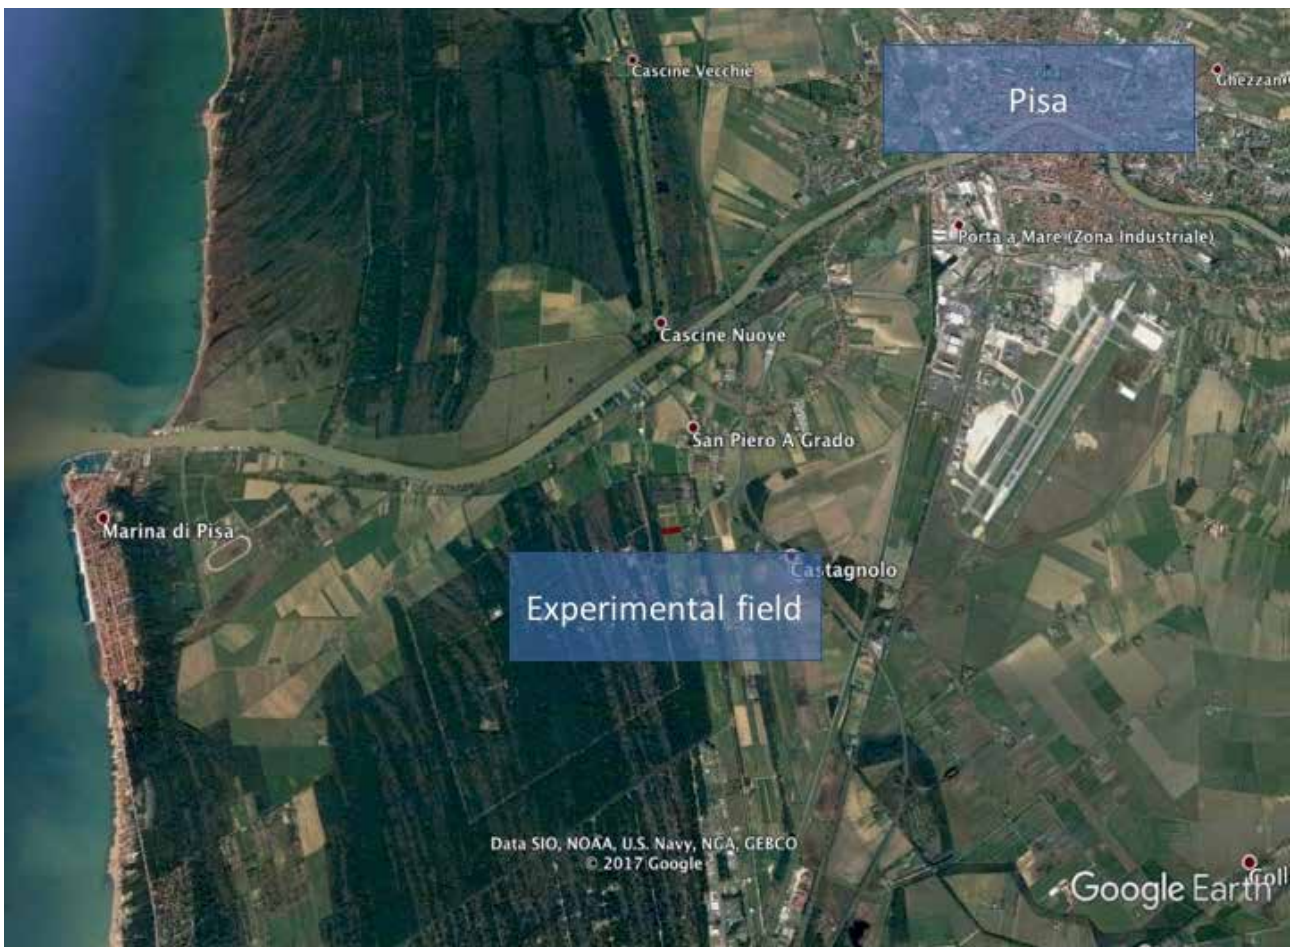 Cascine Vecchie
Pisa
Porta a Mare (Zona Industriale)
Cascine Nuove
San Piero A Grado
Marina di Pisa
Castagnolo
Experimental field
Data SIO, NOAA, U.S. Navy, NGA, GEBCO
© 2017 Google
Google Earth